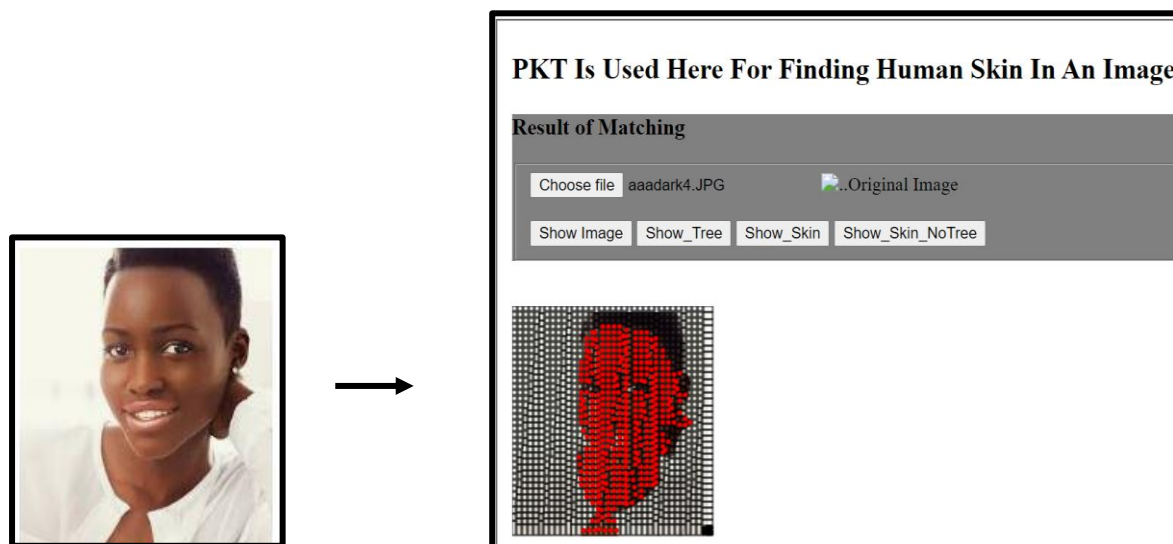 PKT Is Used Here For Finding Human Skin In An Image
Result of Matching
Choose file aaadark4.JPG ..Original Image
Show Image Show_Tree Show_Skin Show_Skin_NoTree